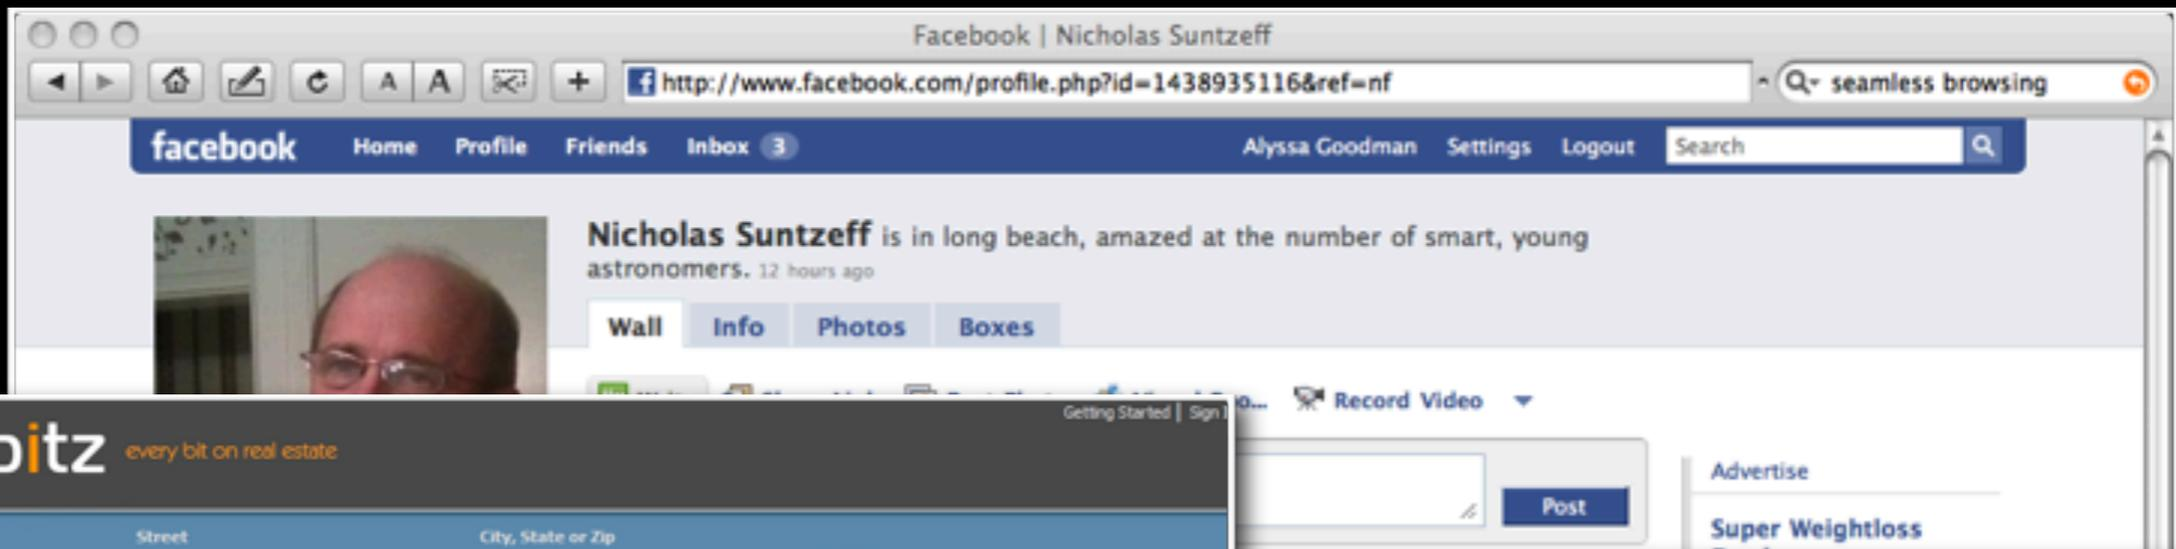 Facebook | Nicholas Suntzeff
A A + http://www.facebook.com/profile.php?id=1438935116&ref=nf seamless browsing
facebook Home Profile Friends Inbox 3 Alyssa Goodman Settings Logout Search
Nicholas Suntzeff is in long beach, amazed at the number of smart, young
astronomers. 12 hours ago
Wall Info Photos Boxes
Record Video
Getting Started | Sign
itz every bit on real estate
Advertise
Post
Super Weightloss
Street City, State or Zip